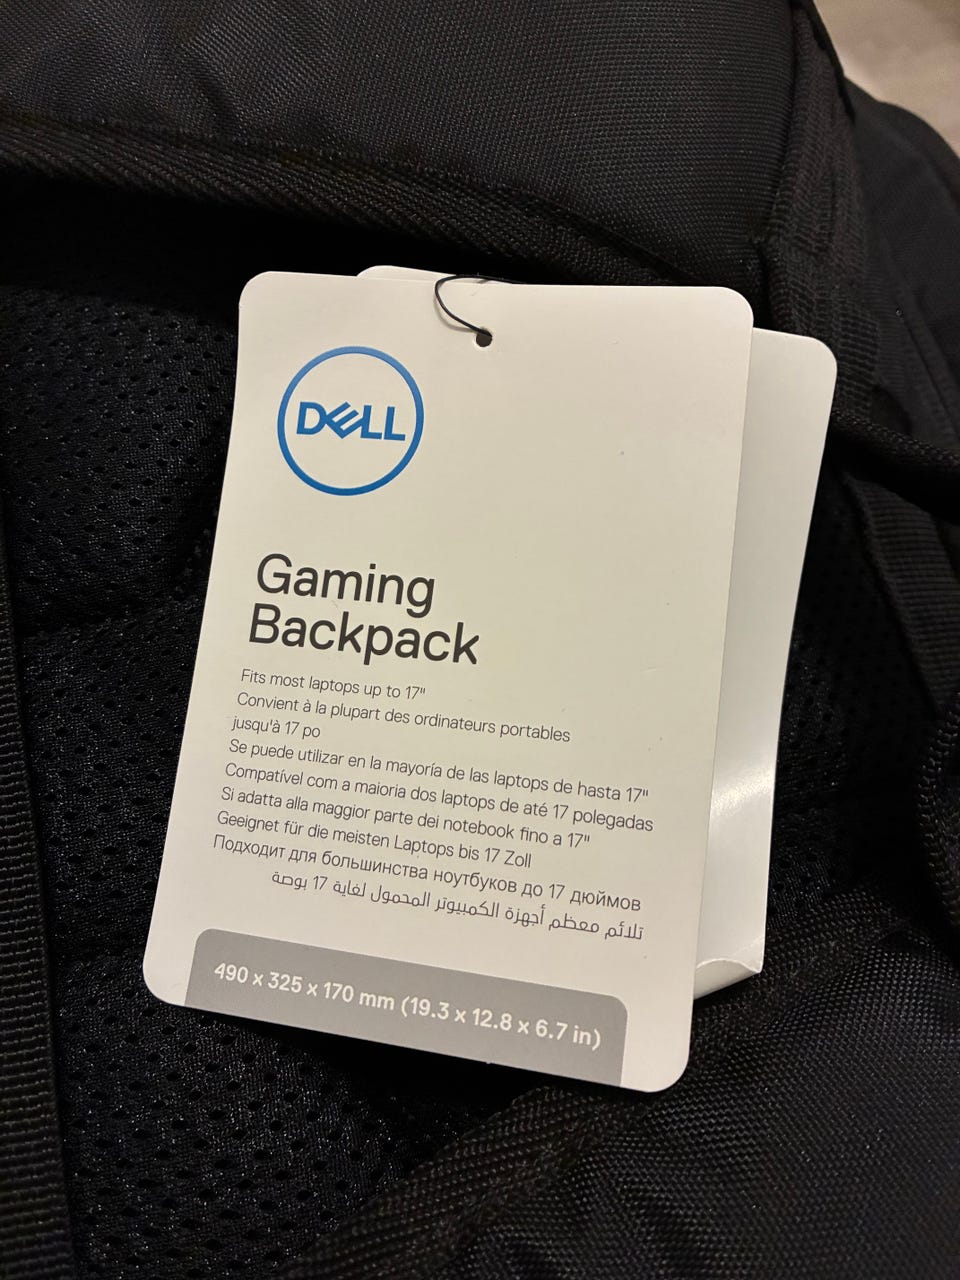 DELL
Gaming
Backpack
Fits most laptops up to 17"
Convient à la plupart des ordinateurs portables
jusqu'à 17 po
Se puede utilizar en la mayoría de las laptops de hasta 17"
Compatível com a maioria dos laptops de até 17 polegadas
Si adatta alla maggior parte dei notebook fino a 17"
Geeignet für die meisten Laptops bis 17 Zoll
Подходит для большинства ноутбуков до 17 дюймов
تلائم معظم أجهزة الكمبيوتر المحمول لغاية 17 بوصة
490 x 325 x 170 mm (19.3 x 12.8 x 6.7 in)